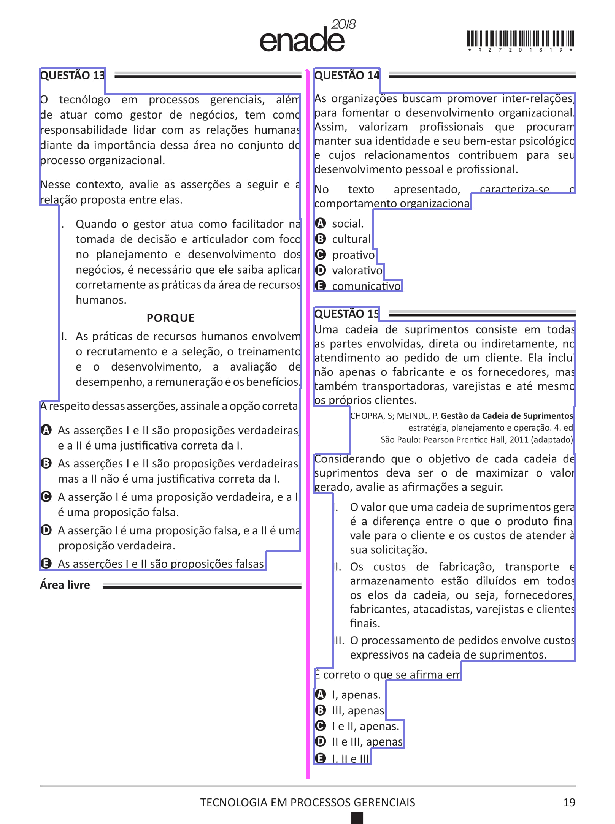 enade2018
*R2720181 9*
QUESTÃO 13
O tecnólogo em processos gerenciais, além
de atuar como gestor de negócios, tem como
responsabilidade lidar com as relações humanas
diante da importância dessa área no conjunto do
processo organizacional.
Nesse contexto, avalie as asserções a seguir e a
relação proposta entre elas.
I. Quando o gestor atua como facilitador na
tomada de decisão e articulador com foco
no planejamento e desenvolvimento dos
negócios, é necessário que ele saiba aplicar
corretamente as práticas da área de recursos
humanos.
PORQUE
II. As práticas de recursos humanos envolvem
o recrutamento e a seleção, o treinamento
e o desenvolvimento, a avaliação de
desempenho, a remuneração e os benefícios.
A respeito dessas asserções, assinale a opção correta.
A As asserções I e II são proposições verdadeiras,
e a II é uma justificativa correta da I.
B As asserções I e II são proposições verdadeiras,
mas a II não é uma justificativa correta da I.
C A asserção I é uma proposição verdadeira, e a II
é uma proposição falsa.
D A asserção I é uma proposição falsa, e a II é uma
proposição verdadeira.
E As asserções I e II são proposições falsas.
Área livre
QUESTÃO 14
As organizações buscam promover inter-relações,
para fomentar o desenvolvimento organizacional.
Assim, valorizam profissionais que procuram
manter sua identidade e seu bem-estar psicológico
e cujos relacionamentos contribuem para seu
desenvolvimento pessoal e profissional.
No texto apresentado, caracteriza-se o
comportamento organizacional
A social.
B cultural.
C proativo.
D valorativo.
E comunicativo.
QUESTÃO 15
Uma cadeia de suprimentos consiste em todas
as partes envolvidas, direta ou indiretamente, no
atendimento ao pedido de um cliente. Ela inclui
não apenas o fabricante e os fornecedores, mas
também transportadoras, varejistas e até mesmo
os próprios clientes.
CHOPRA, S; MEINDL, P. Gestão da Cadeia de Suprimentos:
estratégia, planejamento e operação. 4. ed.
São Paulo: Pearson Prentice Hall, 2011 (adaptado).
Considerando que o objetivo de cada cadeia de
suprimentos deva ser o de maximizar o valor
gerado, avalie as afirmações a seguir.
I. O valor que uma cadeia de suprimentos gera
é a diferença entre o que o produto final
vale para o cliente e os custos de atender à
sua solicitação.
II. Os custos de fabricação, transporte e
armazenamento estão diluídos em todos
os elos da cadeia, ou seja, fornecedores,
fabricantes, atacadistas, varejistas e clientes
finais.
III. O processamento de pedidos envolve custos
expressivos na cadeia de suprimentos.
É correto o que se afirma em
A I, apenas.
B III, apenas.
C I e II, apenas.
D II e III, apenas.
E I, II e III.
TECNOLOGIA EM PROCESSOS GERENCIAIS 19